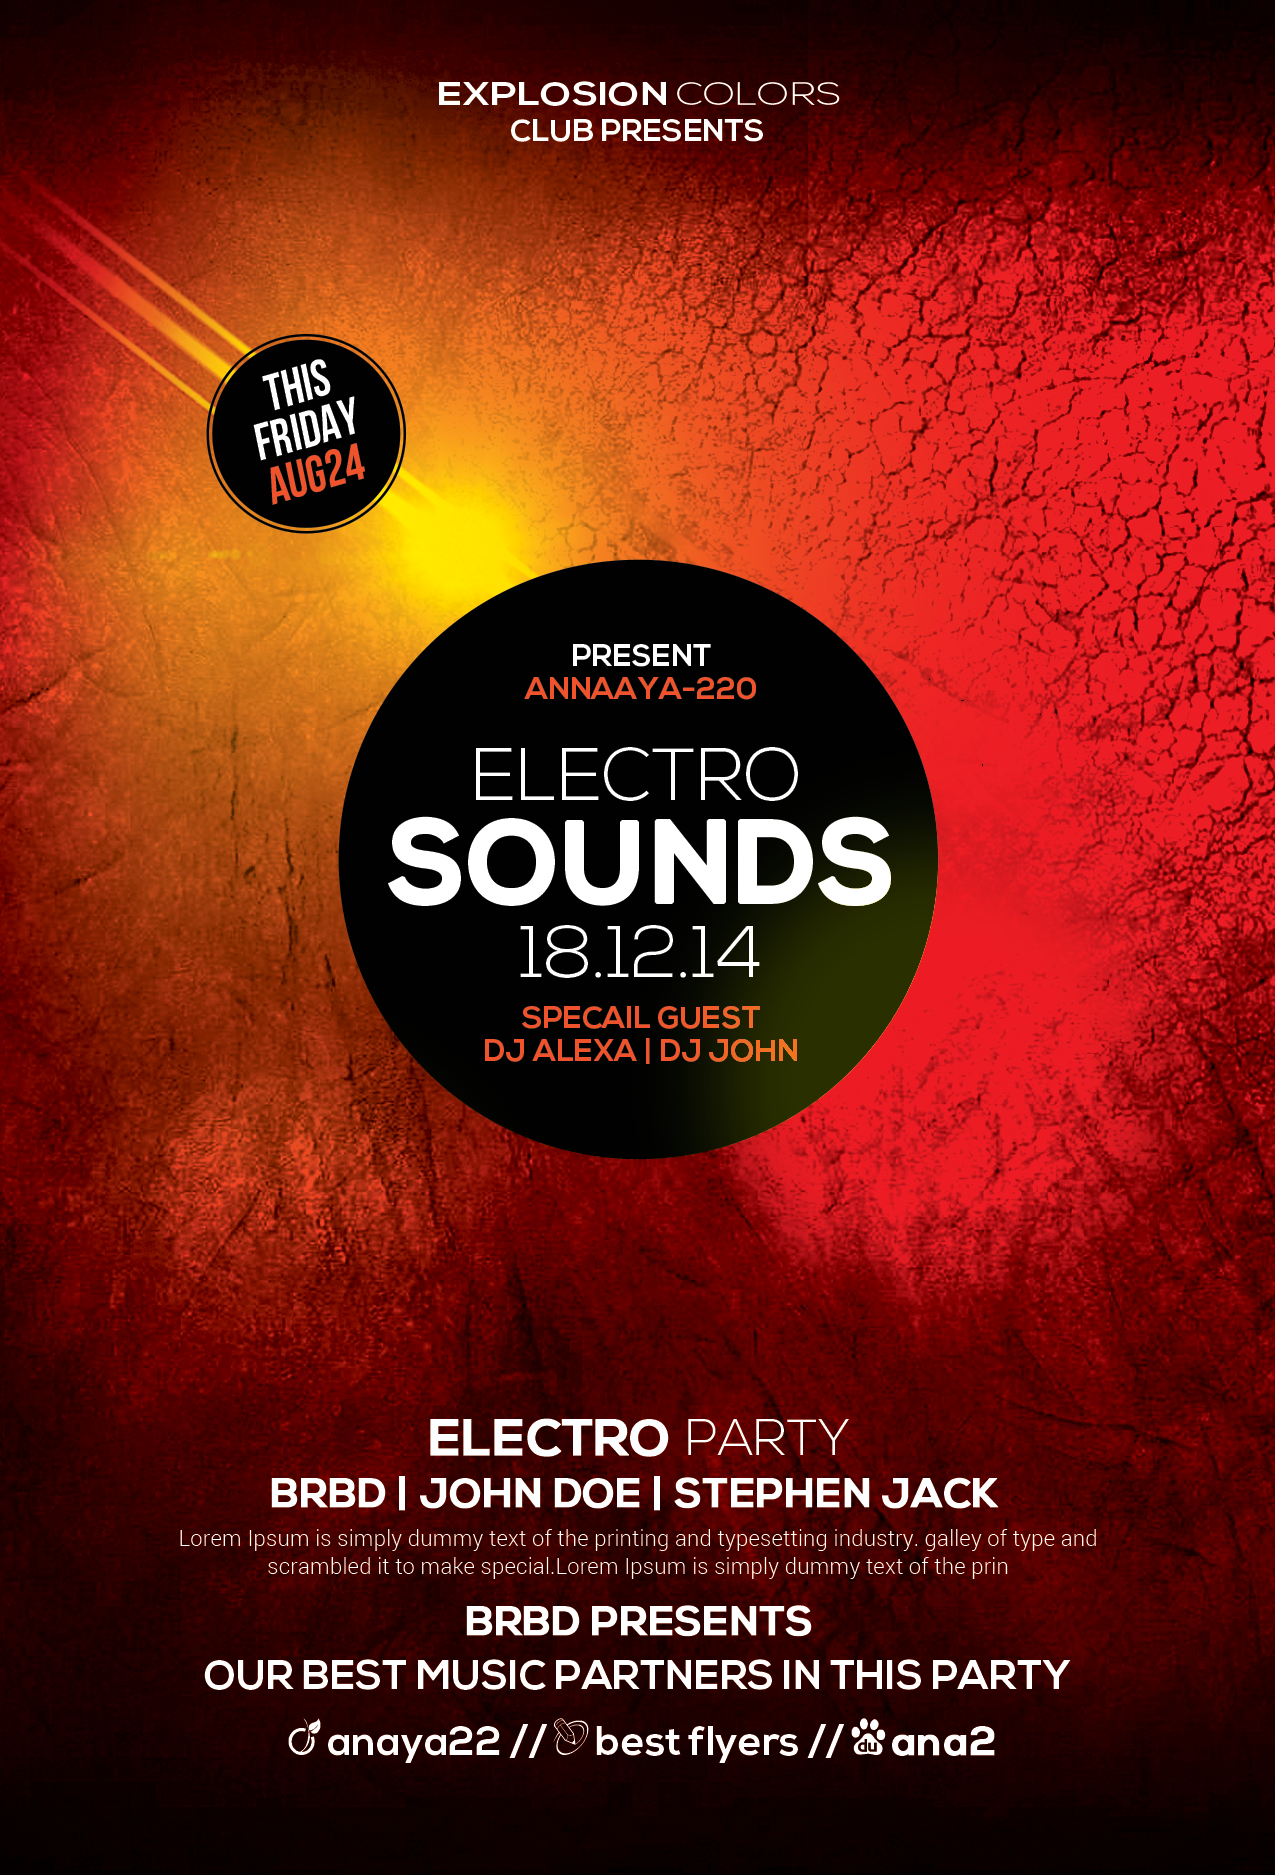 EXPLOSION COLORS
CLUB PRESENTS
THIS
FRIDAY
AUG24
PRESENT
ANNAAYA-220
ELECTRO
SOUNDS
18.12.14
SPECAIL GUEST
DJ ALEXA | DJ JOHN
ELECTRO PARTY
BRBD | JOHN DOE | STEPHEN JACK
Lorem Ipsum is simply dummy text of the printing and typesetting industry. galley of type and
scrambled it to make special.Lorem Ipsum is simply dummy text of the prin
BRBD PRESENTS
OUR BEST MUSIC PARTNERS IN THIS PARTY
anaya22 // best flyers // du ana2